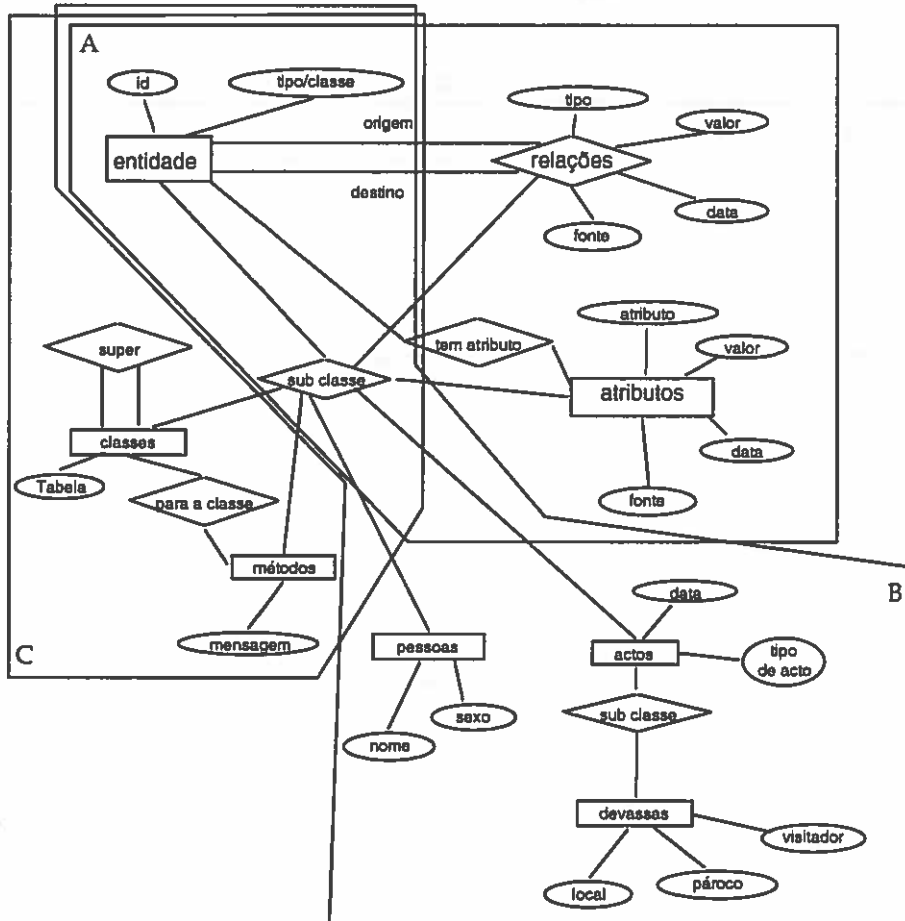 A
id
tipo/classe
tipo
origem
valor
entidade
relações
destino
data
fonte
atributo
super
tem atributo
valor
sub classe
atributos
classes
data
Tabela
para a classe
fonte
métodos
data
B
mensagem
pessoas
actos
tipo
de acto
C
sexo
sub classe
nome
devassas
visitador
local
pároco